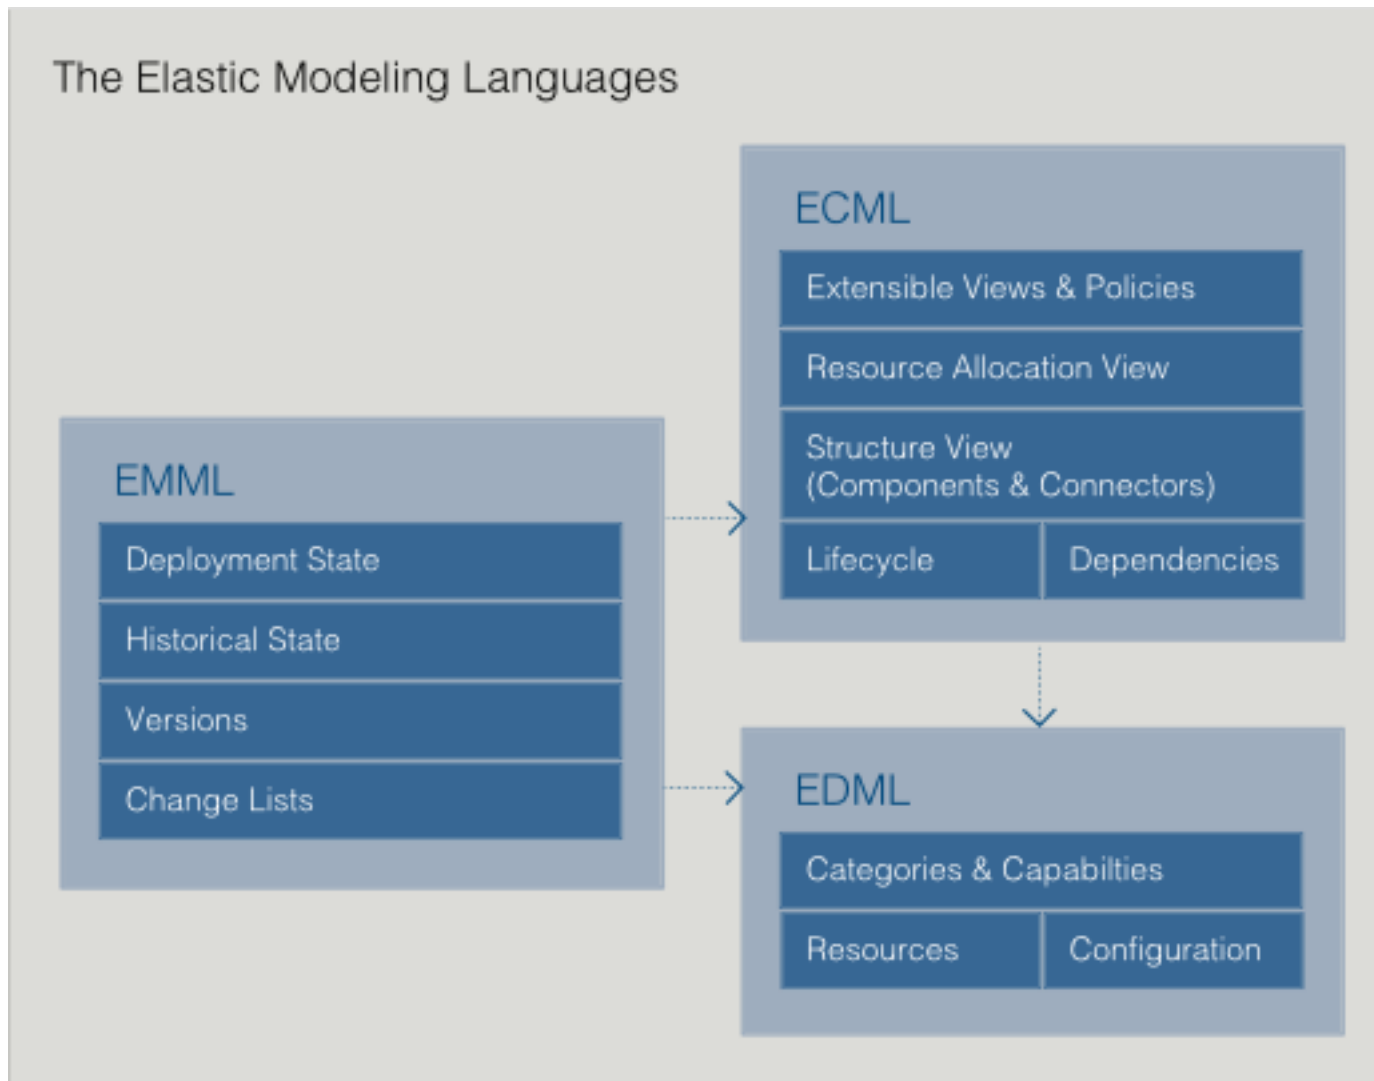 The Elastic Modeling Languages
ECML
Extensible Views & Policies
Resource Allocation View
Structure View
(Components & Connectors)
Lifecycle
Dependencies
EMML
Deployment State
Historical State
Versions
Change Lists
EDML
Categories & Capabilties
Resources
Configuration